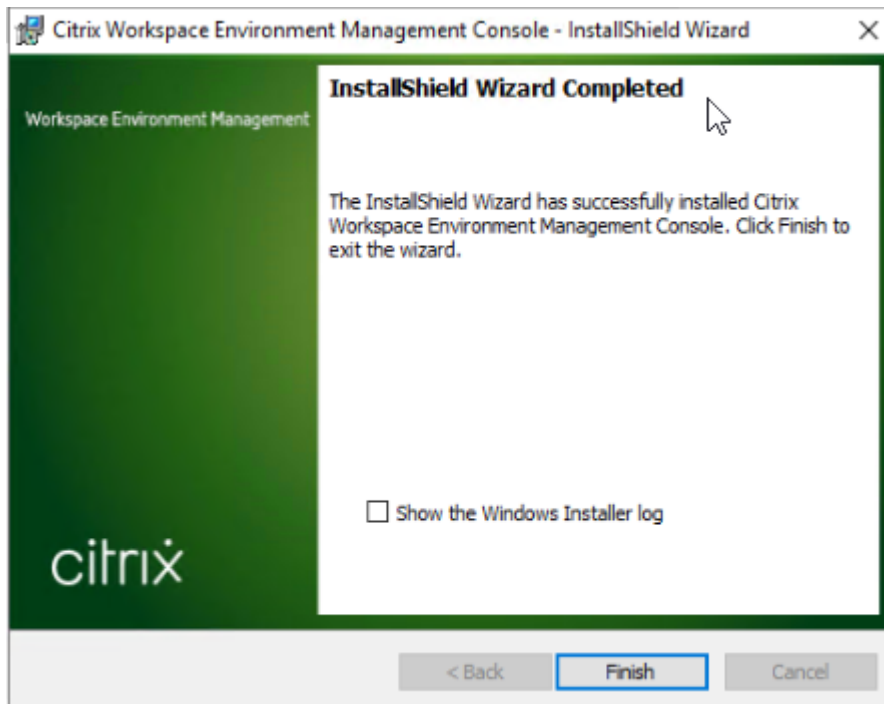 Citrix Workspace Environment Management Console - InstallShield Wizard
InstallShield Wizard Completed
Workspace Environment Management
The InstallShield Wizard has successfully installed Citrix
Workspace Environment Management Console. Click Finish to
exit the wizard.
Show the Windows Installer log
citrix
< Back
Finish
Cancel